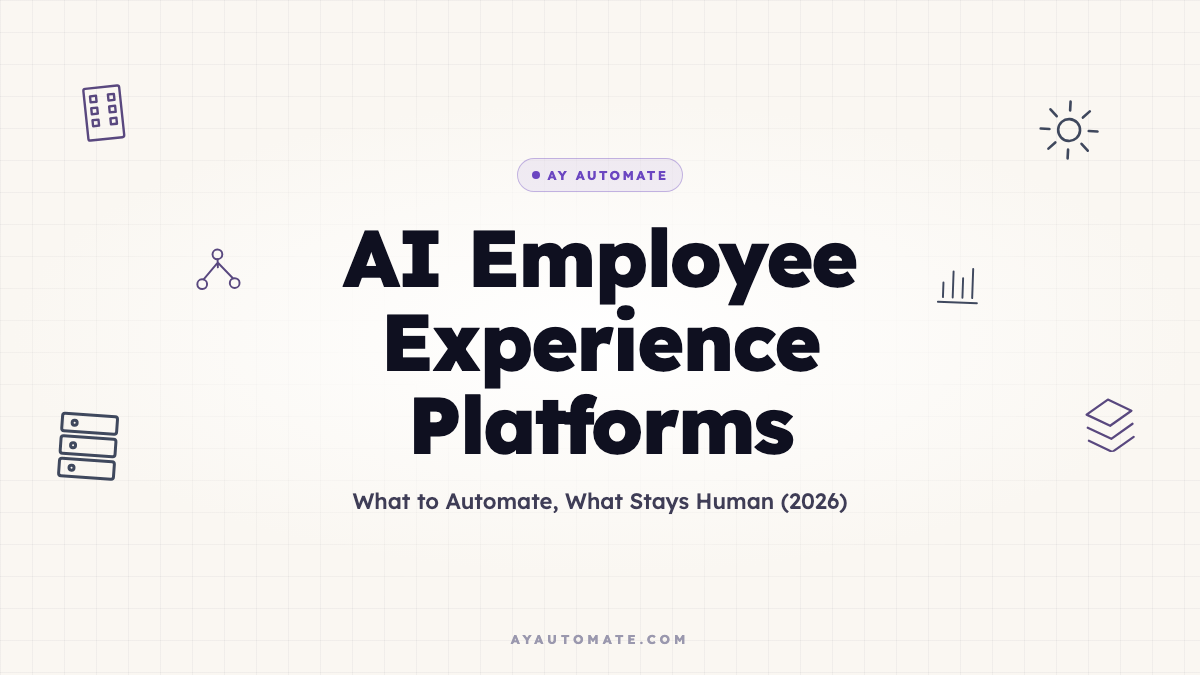 AY AUTOMATE
AI Employee
Experience
Platforms
What to Automate, What Stays Human (2026)
AYAUTOMATE.COM